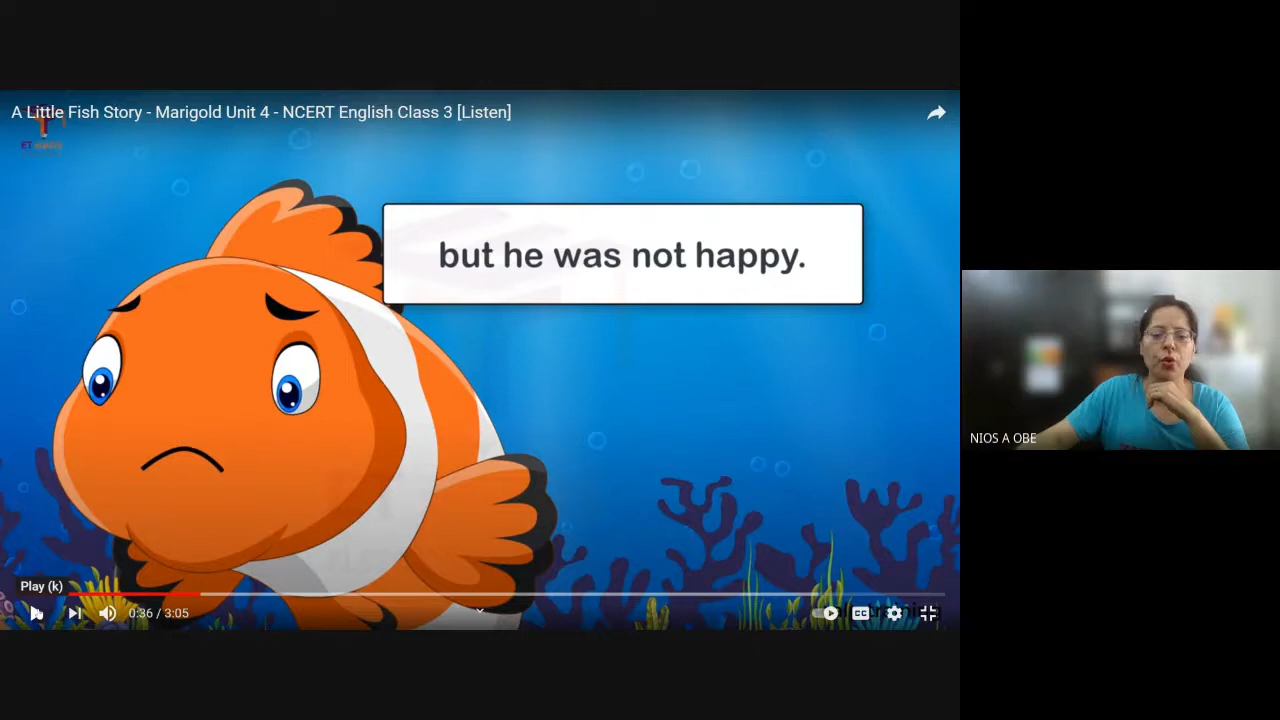 A Little Fish Story - Marigold Unit 4 - NCERT English Class 3 [Listen]
but he was not happy.
NIOS A OBE
Play (k)
0:36 / 3:05
CC